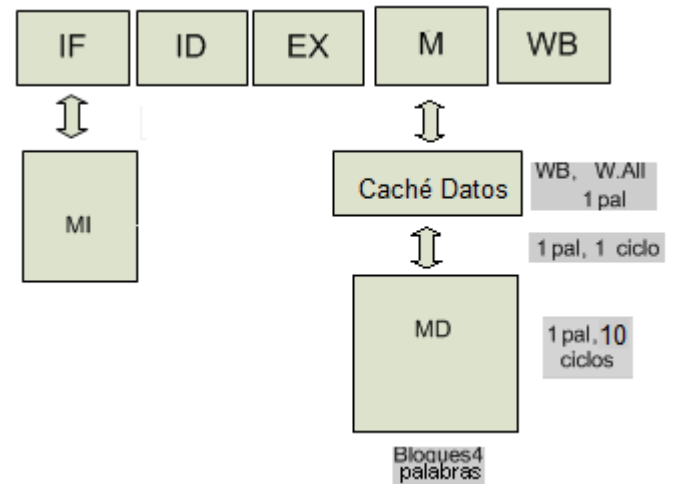 IF
ID
EX
M
WB
MI
Caché Datos
WB, W.All
1 pal
1 pal, 1 ciclo
MD
1 pal, 10
ciclos
Bloques4
palabras